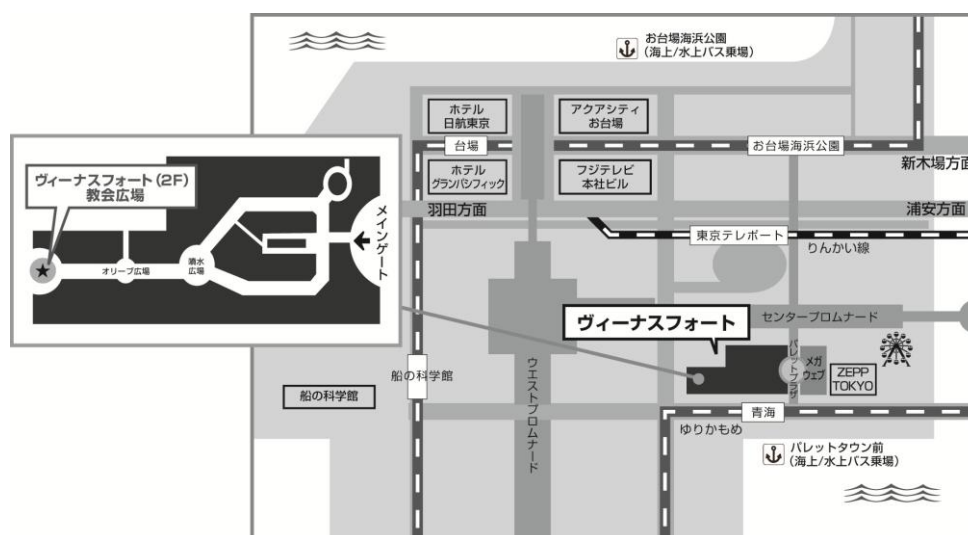 お台場海浜公園
(海上/水上バス乗場)
ホテル
日航東京
アクアシティ
お台場
台場
お台場海浜公園
新木場方面
ホテル
グランパシフィック
フジテレビ
本社ビル
羽田方面
浦安方面
東京テレポート
りんかい線
ヴィーナスフォート(2F)
教会広場
メインゲート
オリーブ広場
噴水
広場
ヴィーナスフォート
センタープロムナード
パレットプラザ
メガ
ウェブ
ZEPP
TOKYO
船の科学館
船の科学館
ウエストプロムナード
青海
ゆりかもめ
パレットタウン前
(海上/水上バス乗場)